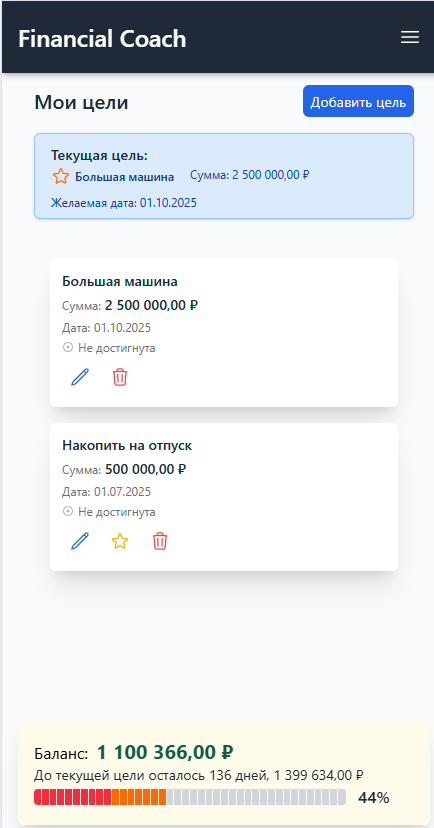 Financial Coach
Мои цели
Добавить цель
Текущая цель:
Большая машина Сумма: 2 500 000,00 ₽
Желаемая дата: 01.10.2025
Большая машина
Сумма: 2 500 000,00 ₽
Дата: 01.10.2025
Не достигнута
Накопить на отпуск
Сумма: 500 000,00 ₽
Дата: 01.07.2025
Не достигнута
Баланс: 1 100 366,00 ₽
До текущей цели осталось 136 дней, 1 399 634,00 ₽
44%